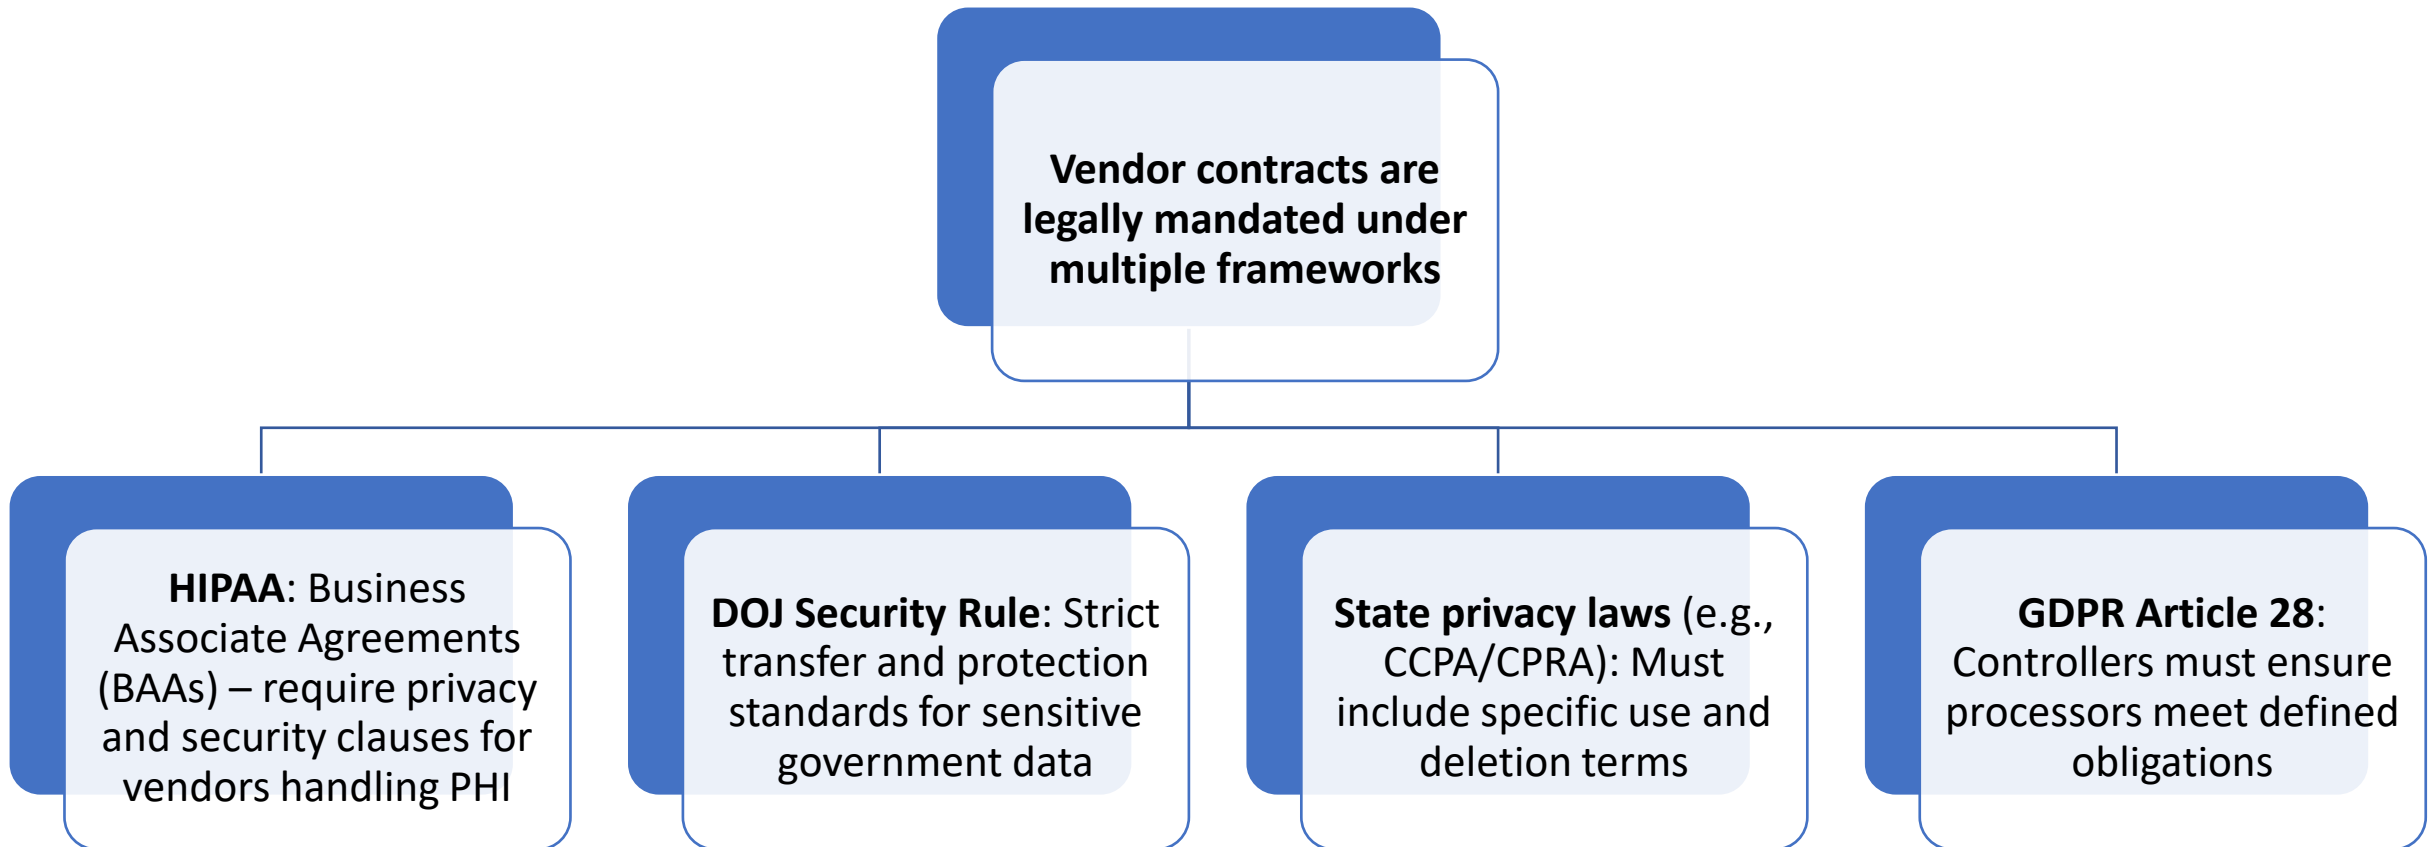 Vendor contracts are
legally mandated under
multiple frameworks
HIPAA: Business
Associate Agreements
(BAAs) – require privacy
and security clauses for
vendors handling PHI
DOJ Security Rule: Strict
transfer and protection
standards for sensitive
government data
State privacy laws (e.g.,
CCPA/CPRA): Must
include specific use and
deletion terms
GDPR Article 28:
Controllers must ensure
processors meet defined
obligations